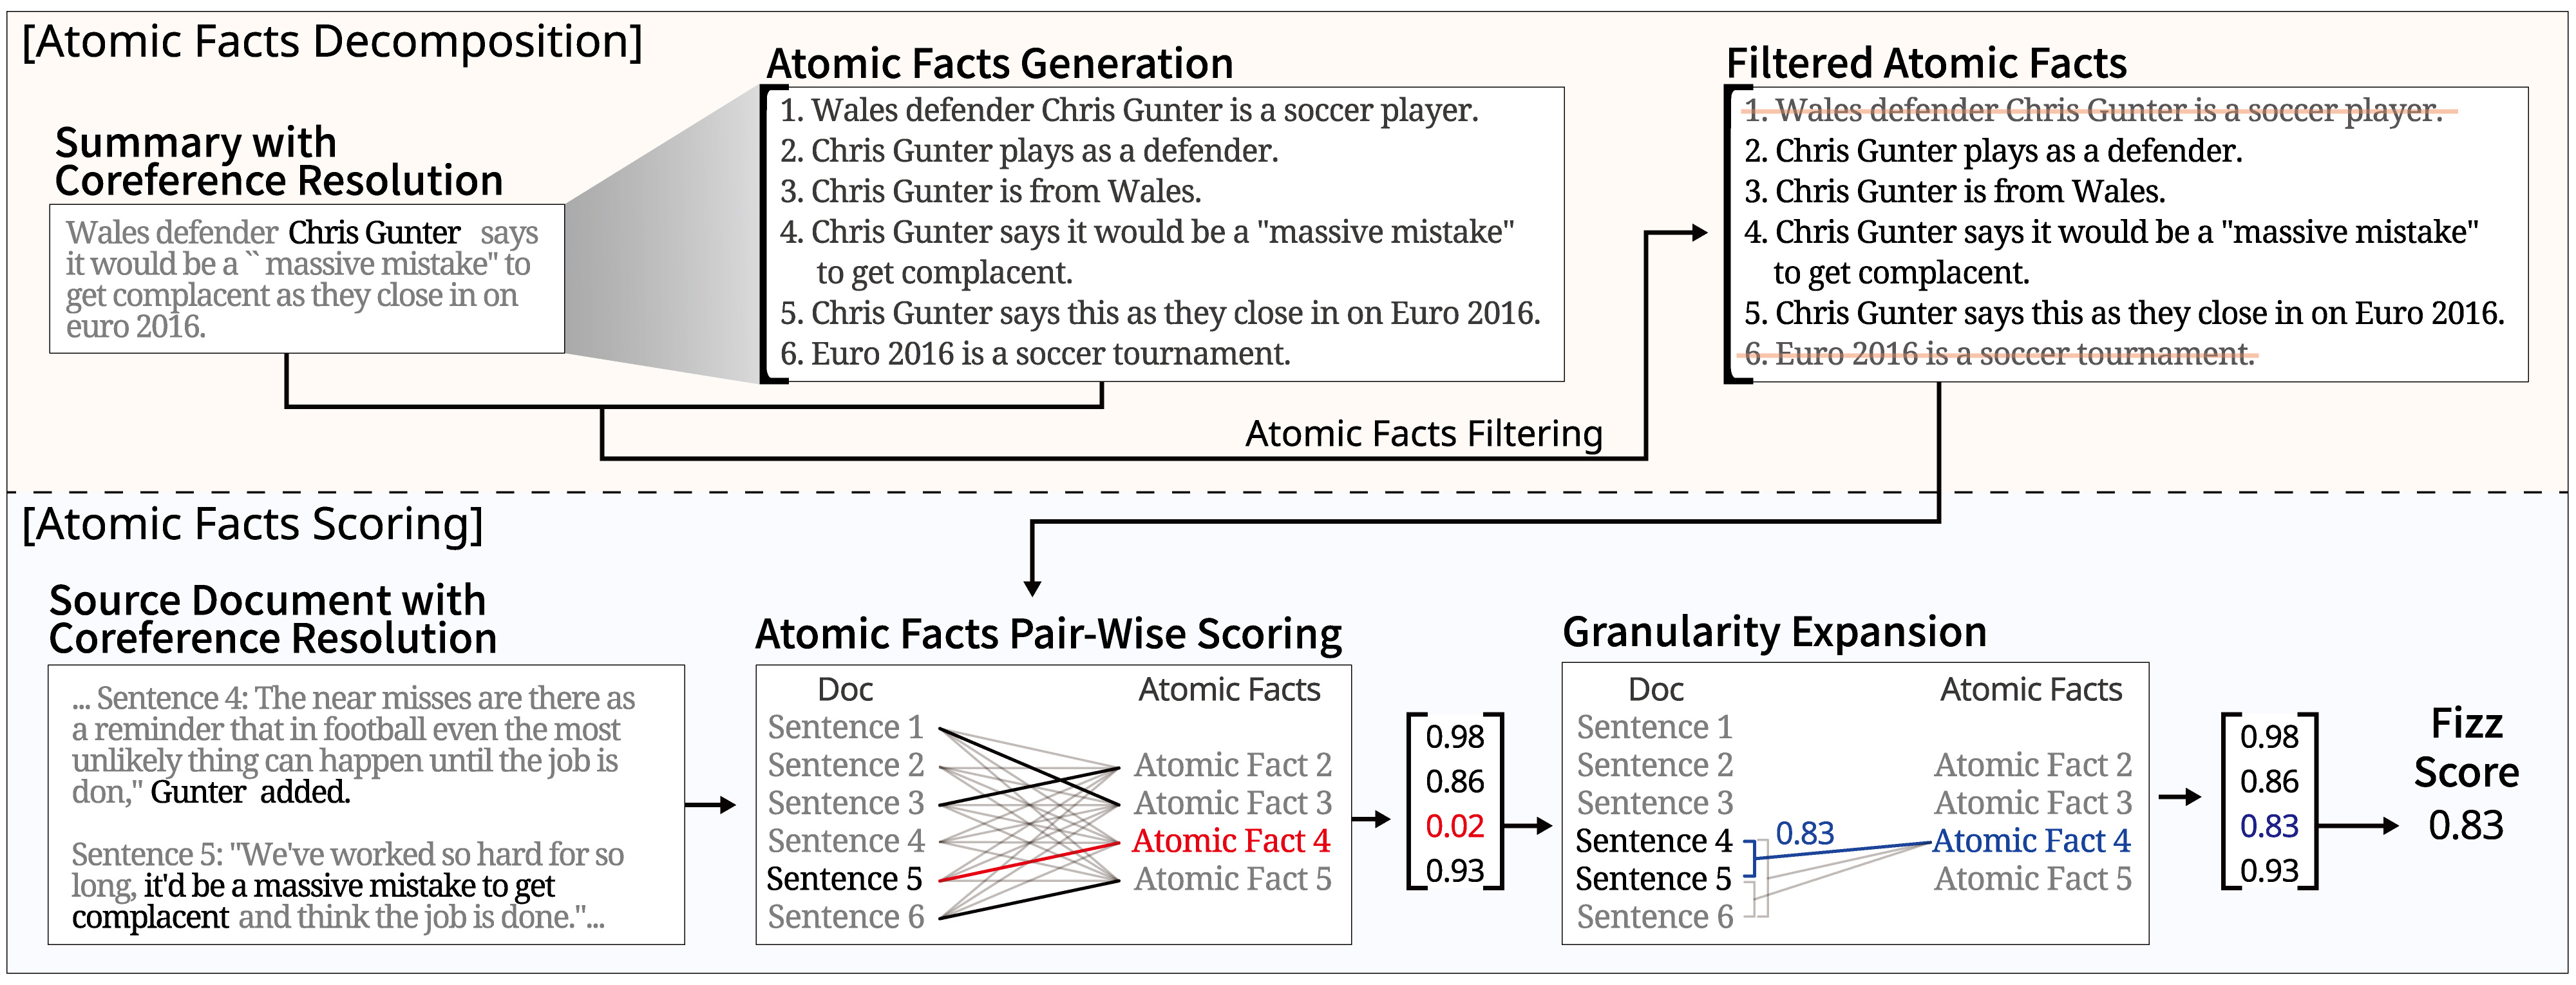 [Atomic Facts Decomposition]
Summary with
Coreference Resolution
Wales defender Chris Gunter says
it would be a `` massive mistake" to
get complacent as they close in on
euro 2016.
Atomic Facts Generation
1. Wales defender Chris Gunter is a soccer player.
2. Chris Gunter plays as a defender.
3. Chris Gunter is from Wales.
4. Chris Gunter says it would be a "massive mistake"
to get complacent.
5. Chris Gunter says this as they close in on Euro 2016.
6. Euro 2016 is a soccer tournament.
Filtered Atomic Facts
1. Wales defender Chris Gunter is a soccer player.
2. Chris Gunter plays as a defender.
3. Chris Gunter is from Wales.
4. Chris Gunter says it would be a "massive mistake"
to get complacent.
5. Chris Gunter says this as they close in on Euro 2016.
6. Euro 2016 is a soccer tournament.
Atomic Facts Filtering
[Atomic Facts Scoring]
Source Document with
Coreference Resolution
... Sentence 4: The near misses are there as
a reminder that in football even the most
unlikely thing can happen until the job is
don," Gunter added.
Sentence 5: "We've worked so hard for so
long, it'd be a massive mistake to get
complacent and think the job is done."...
Atomic Facts Pair-Wise Scoring
Doc
Sentence 1
Sentence 2
Sentence 3
Sentence 4
Sentence 5
Sentence 6
Atomic Facts
Atomic Fact 2
Atomic Fact 3
Atomic Fact 4
Atomic Fact 5
0.98
0.86
0.02
0.93
Granularity Expansion
Doc
Sentence 1
Sentence 2
Sentence 3
Sentence 4
Sentence 5
Sentence 6
0.83
Atomic Facts
Atomic Fact 2
Atomic Fact 3
Atomic Fact 4
Atomic Fact 5
0.98
0.86
0.83
0.93
Fizz
Score
0.83